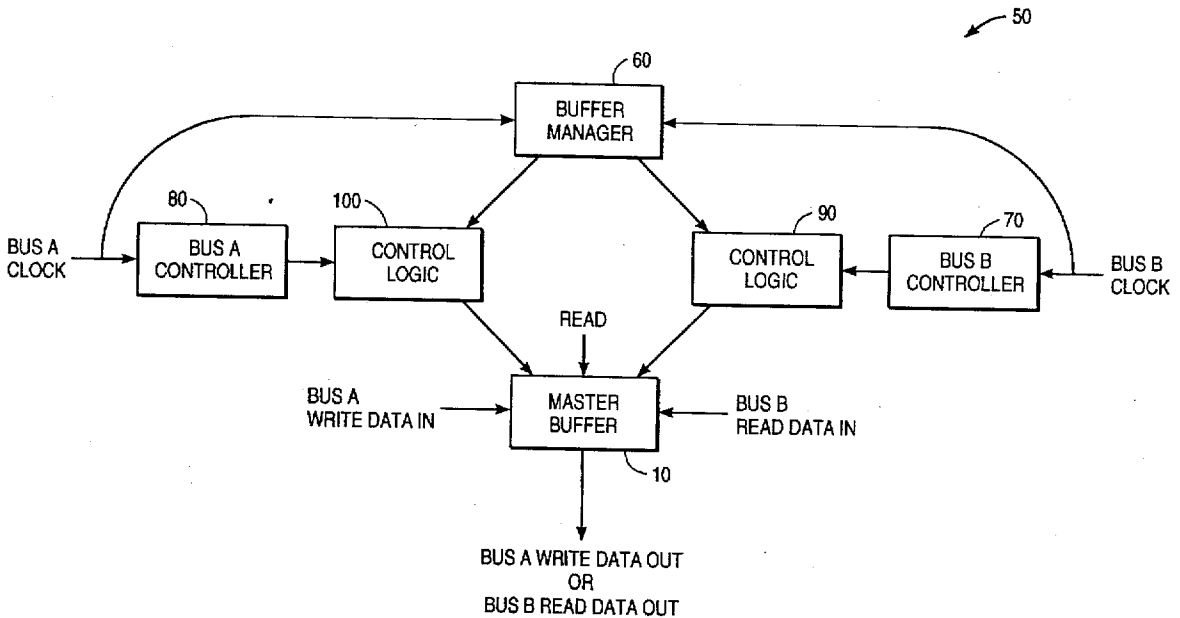 50
60
BUFFER
MANAGER
80
100
90
70
BUS A
CLOCK
BUS A
CONTROLLER
CONTROL
LOGIC
CONTROL
LOGIC
BUS B
CONTROLLER
BUS B
CLOCK
READ
BUS A
WRITE DATA IN
MASTER
BUFFER
BUS B
READ DATA IN
10
BUS A WRITE DATA OUT
OR
BUS B READ DATA OUT